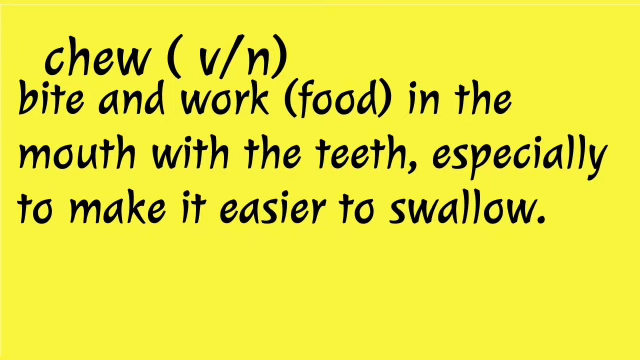 chew ( v/n)
bite and work (food) in the
mouth with the teeth, especially
to make it easier to swallow.